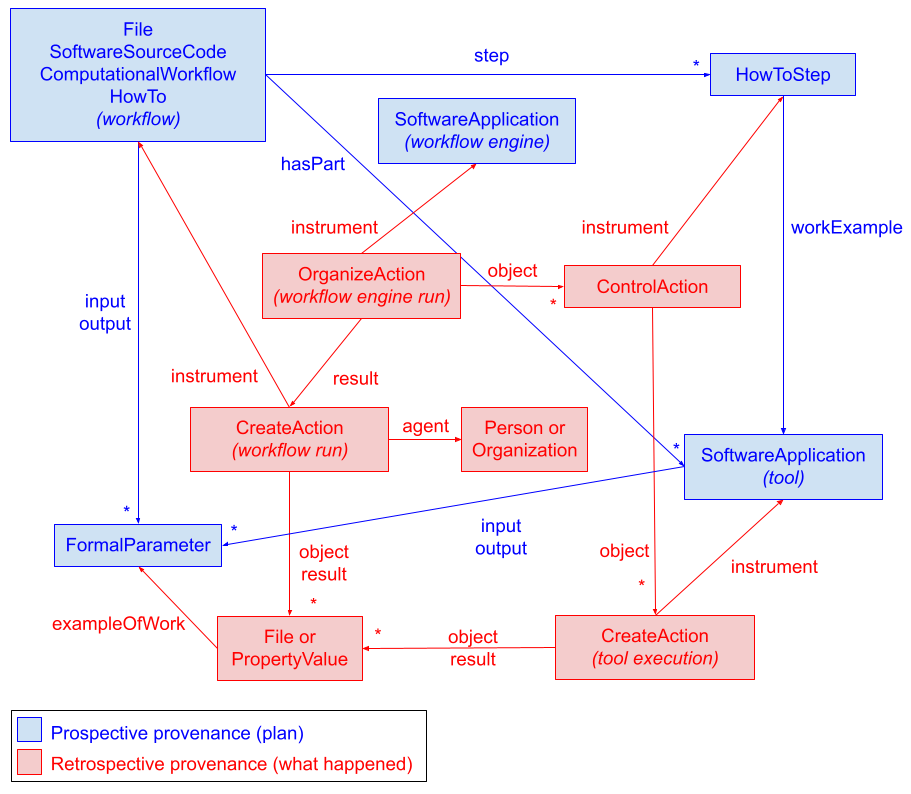 File
SoftwareSourceCode
ComputationalWorkflow
HowTo
(workflow)
step
*
HowToStep
SoftwareApplication
(workflow engine)
hasPart
instrument
instrument
workExample
OrganizeAction
(workflow engine run)
object
*
ControlAction
input
output
instrument
result
CreateAction
(workflow run)
agent
Person or
Organization
*
SoftwareApplication
(tool)
*
FormalParameter
*
input
output
object
result
*
object
*
instrument
exampleOfWork
File or
PropertyValue
*
object
result
CreateAction
(tool execution)
Prospective provenance (plan)
Retrospective provenance (what happened)